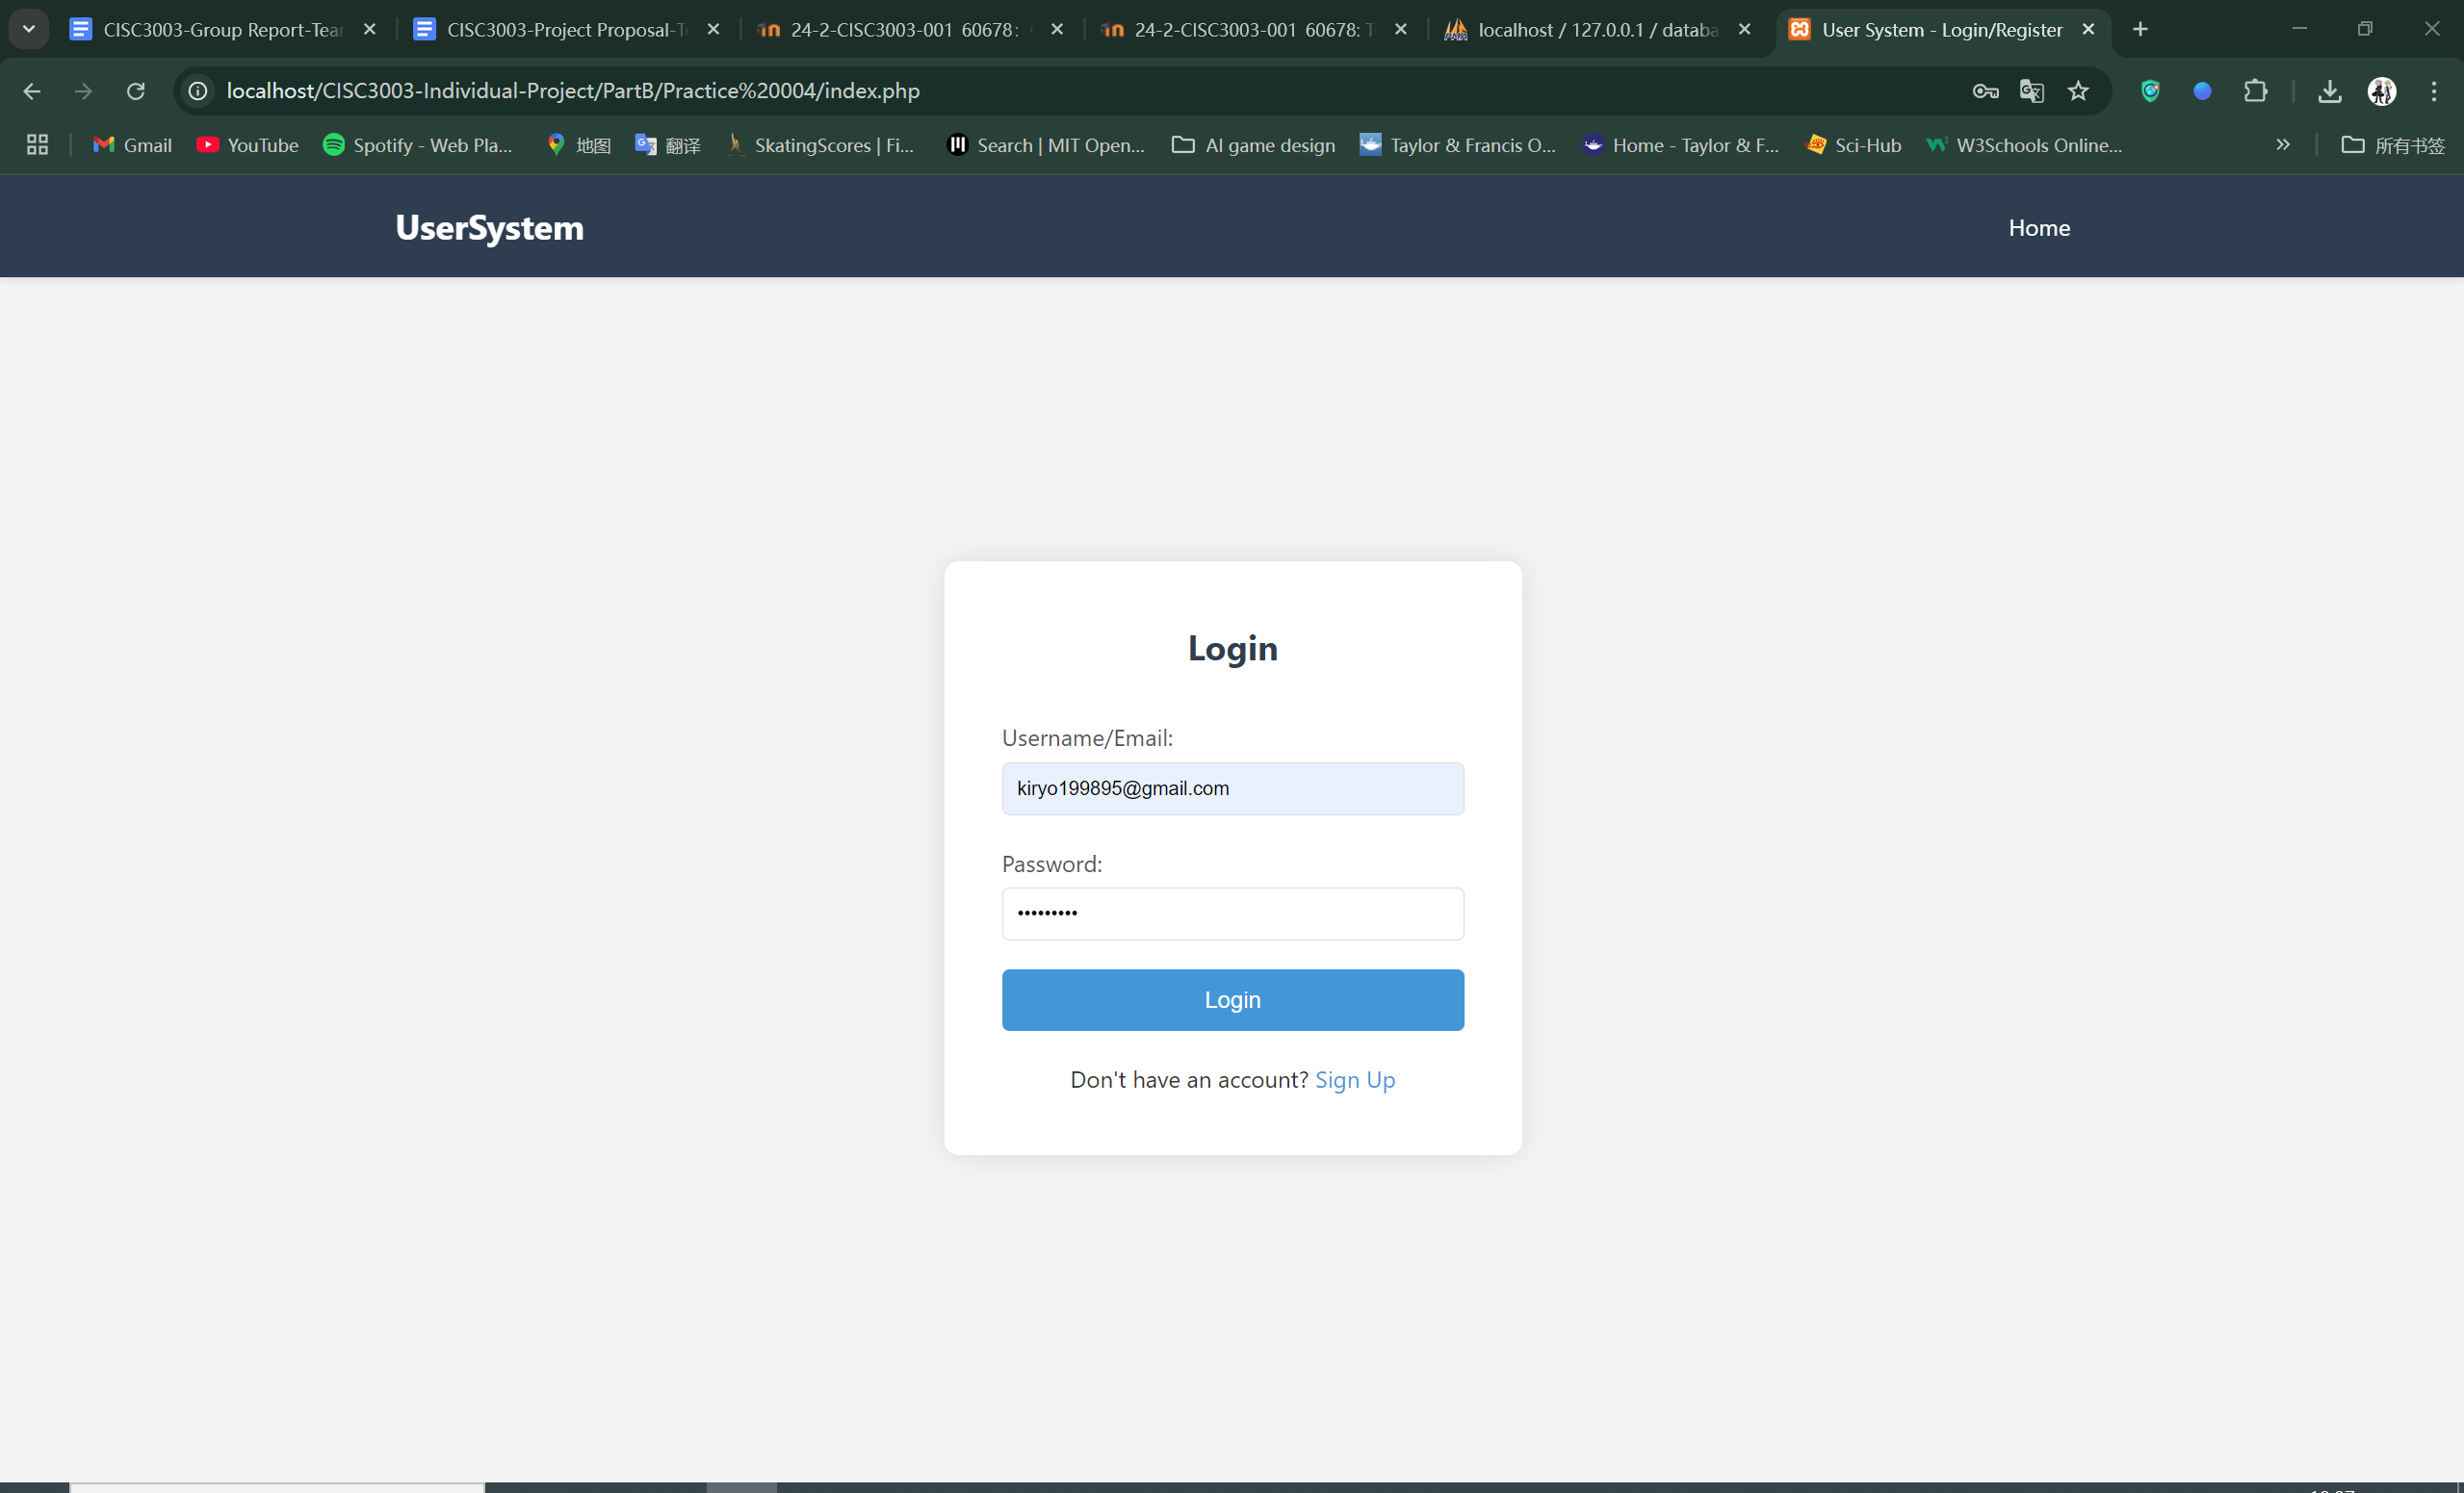 CISC3003-Group Report-Tear
CISC3003-Project Proposal-Te
24-2-CISC3003-001 60678:
24-2-CISC3003-001 60678: T
localhost / 127.0.0.1 / databa
User System - Login/Register
localhost/CISC3003-Individual-Project/PartB/Practice%20004/index.php
Gmail
YouTube
Spotify - Web Pla...
地图
翻译
SkatingScores | Fi...
Search | MIT Open...
AI game design
Taylor & Francis O...
Home - Taylor & F...
Sci-Hub
W3Schools Online...
所有书签
UserSystem
Home
Login
Username/Email:
kiryo199895@gmail.com
Password:
•••••••••
Login
Don't have an account? Sign Up